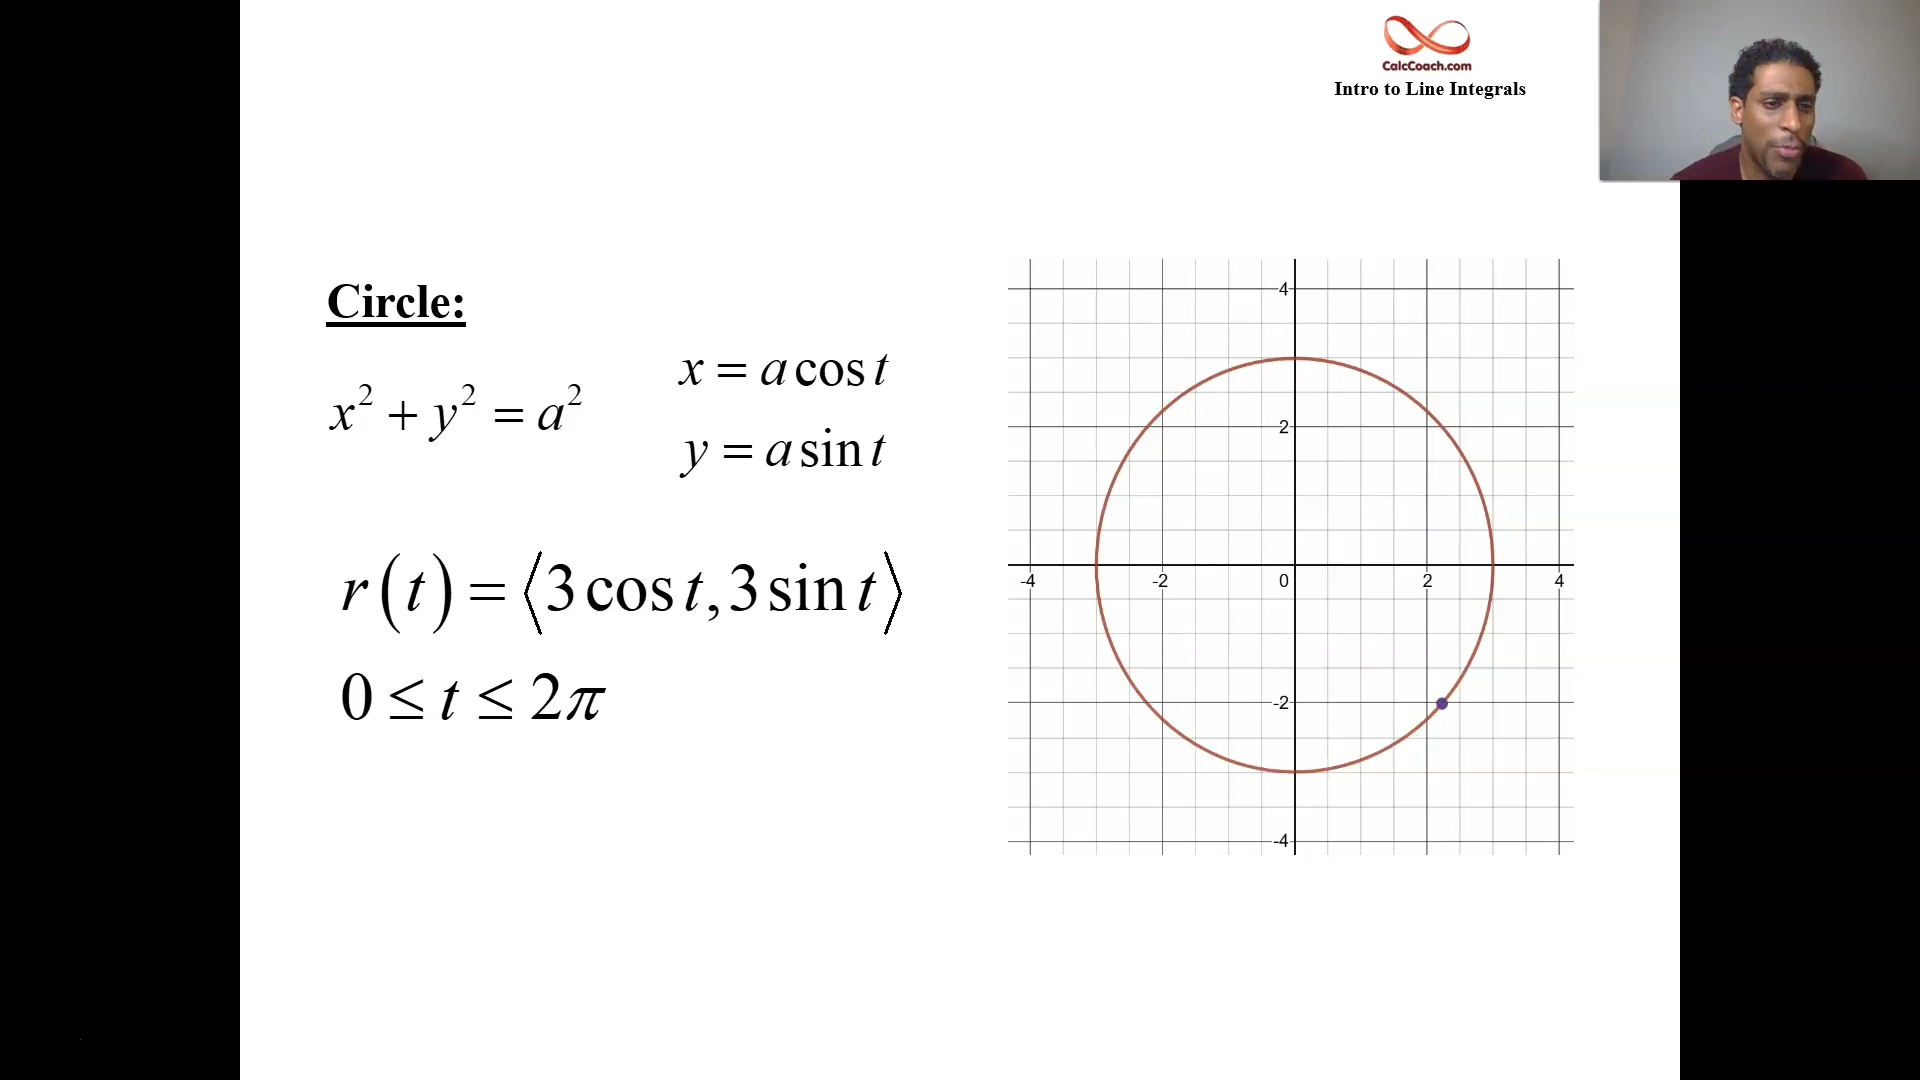 CalcCoach.com
Intro to Line Integrals
Circle:
x² + y² = a²
x = a cos t
y = a sin t
r(t) = ⟨3 cos t, 3 sin t⟩
0 ≤ t ≤ 2π
4
2
-4 -2 0 2 4
-2
-4